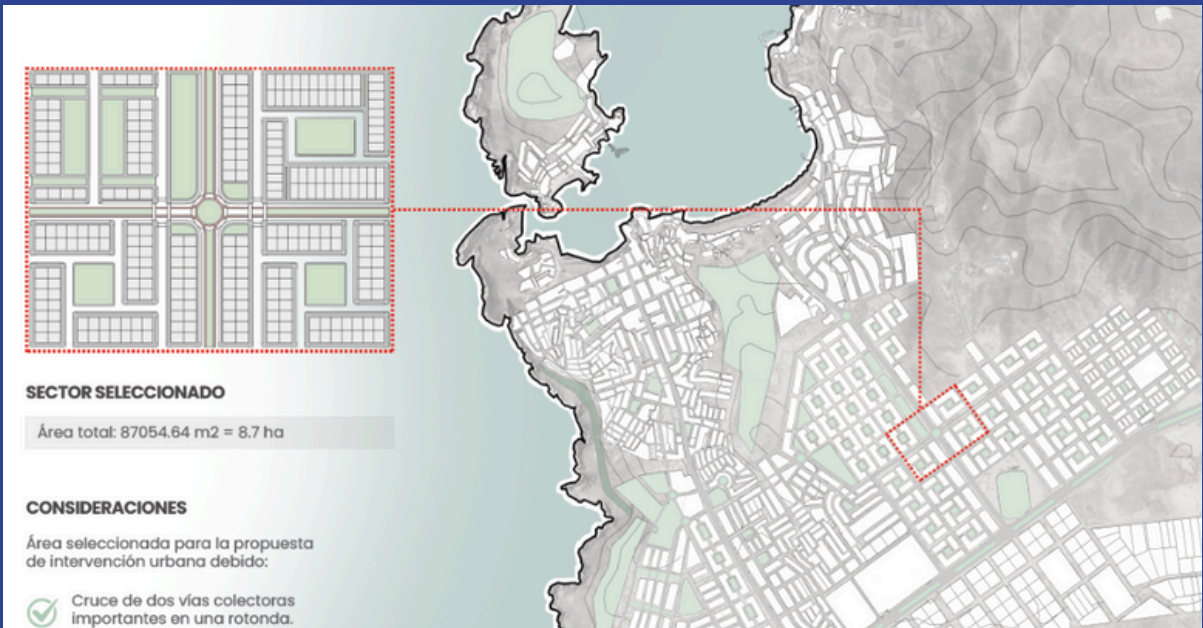 SECTOR SELECCIONADO
Área total: 87054.64 m2 = 8.7 ha
CONSIDERACIONES
Área seleccionada para la propuesta
de intervención urbana debido:
Cruce de dos vías colectoras
importantes en una rotonda.